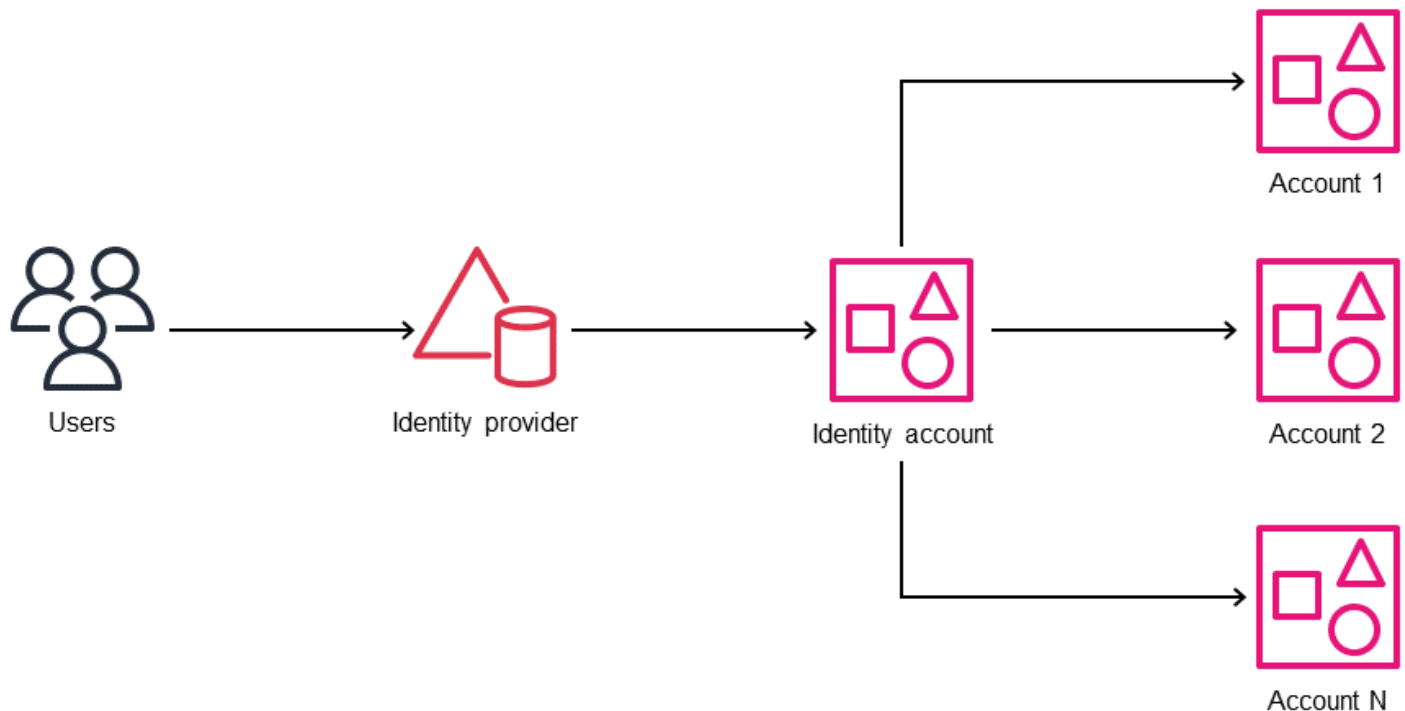 Account 1
Users
Identity provider
Identity account
Account 2
Account N